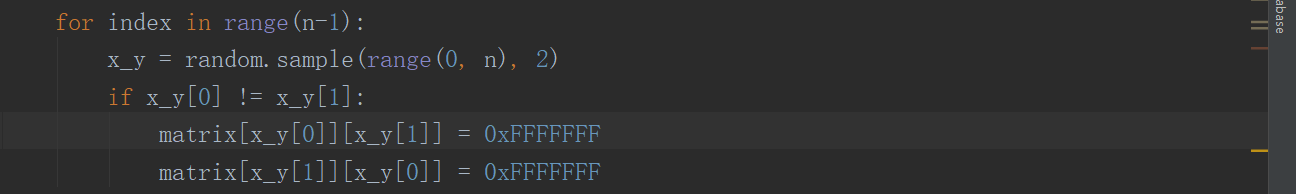 for index in range(n-1):
x_y = random.sample(range(0, n), 2)
if x_y[0] != x_y[1]:
matrix[x_y[0]][x_y[1]] = 0xFFFFFFF
matrix[x_y[1]][x_y[0]] = 0xFFFFFFF
abase